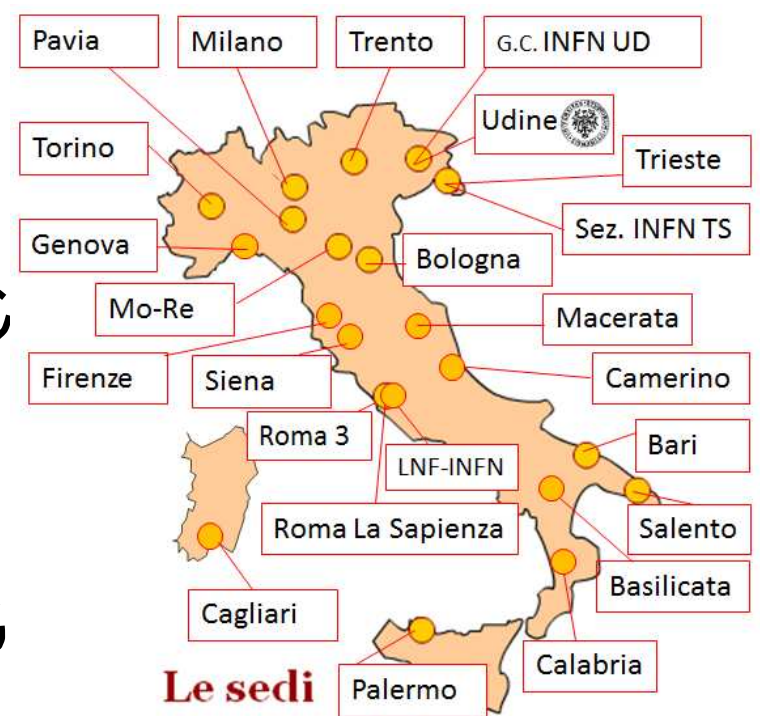 Pavia
Milano
Trento
G.C. INFN UD
Udine
Torino
Trieste
Sez. INFN TS
Genova
Bologna
Mo-Re
Macerata
Firenze
Siena
Camerino
Roma 3
LNF-INFN
Bari
Roma La Sapienza
Salento
Basilicata
Cagliari
Calabria
Le sedi
Palermo